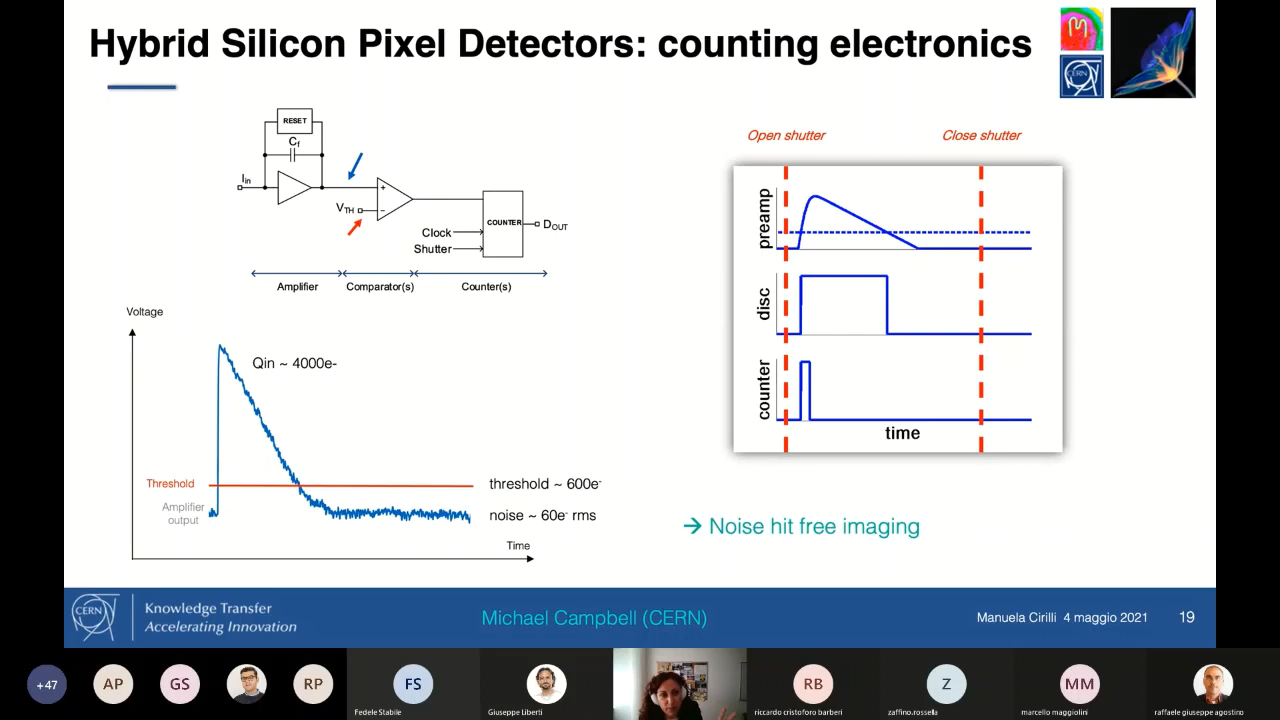 Hybrid Silicon Pixel Detectors: counting electronics
CERN
RESET
Cf
Iin
VTH
+
-
COUNTER
DOUT
Clock
Shutter
Amplifier
Comparator(s)
Counter(s)
Voltage
Qin ~ 4000e-
Threshold
threshold ~ 600e-
Amplifier
output
noise ~ 60e- rms
Time
Open shutter
Close shutter
preamp
disc
counter
time
→ Noise hit free imaging
CERN
Knowledge Transfer
Accelerating Innovation
Michael Campbell (CERN)
Manuela Cirilli 4 maggio 2021
19
+47
AP
GS
RP
FS
Fedele Stabile
Giuseppe Liberti
RB
riccardo cristoforo barberi
Z
zaffino.rossella
MM
marcello maggiolini
raffaele giuseppe agostino